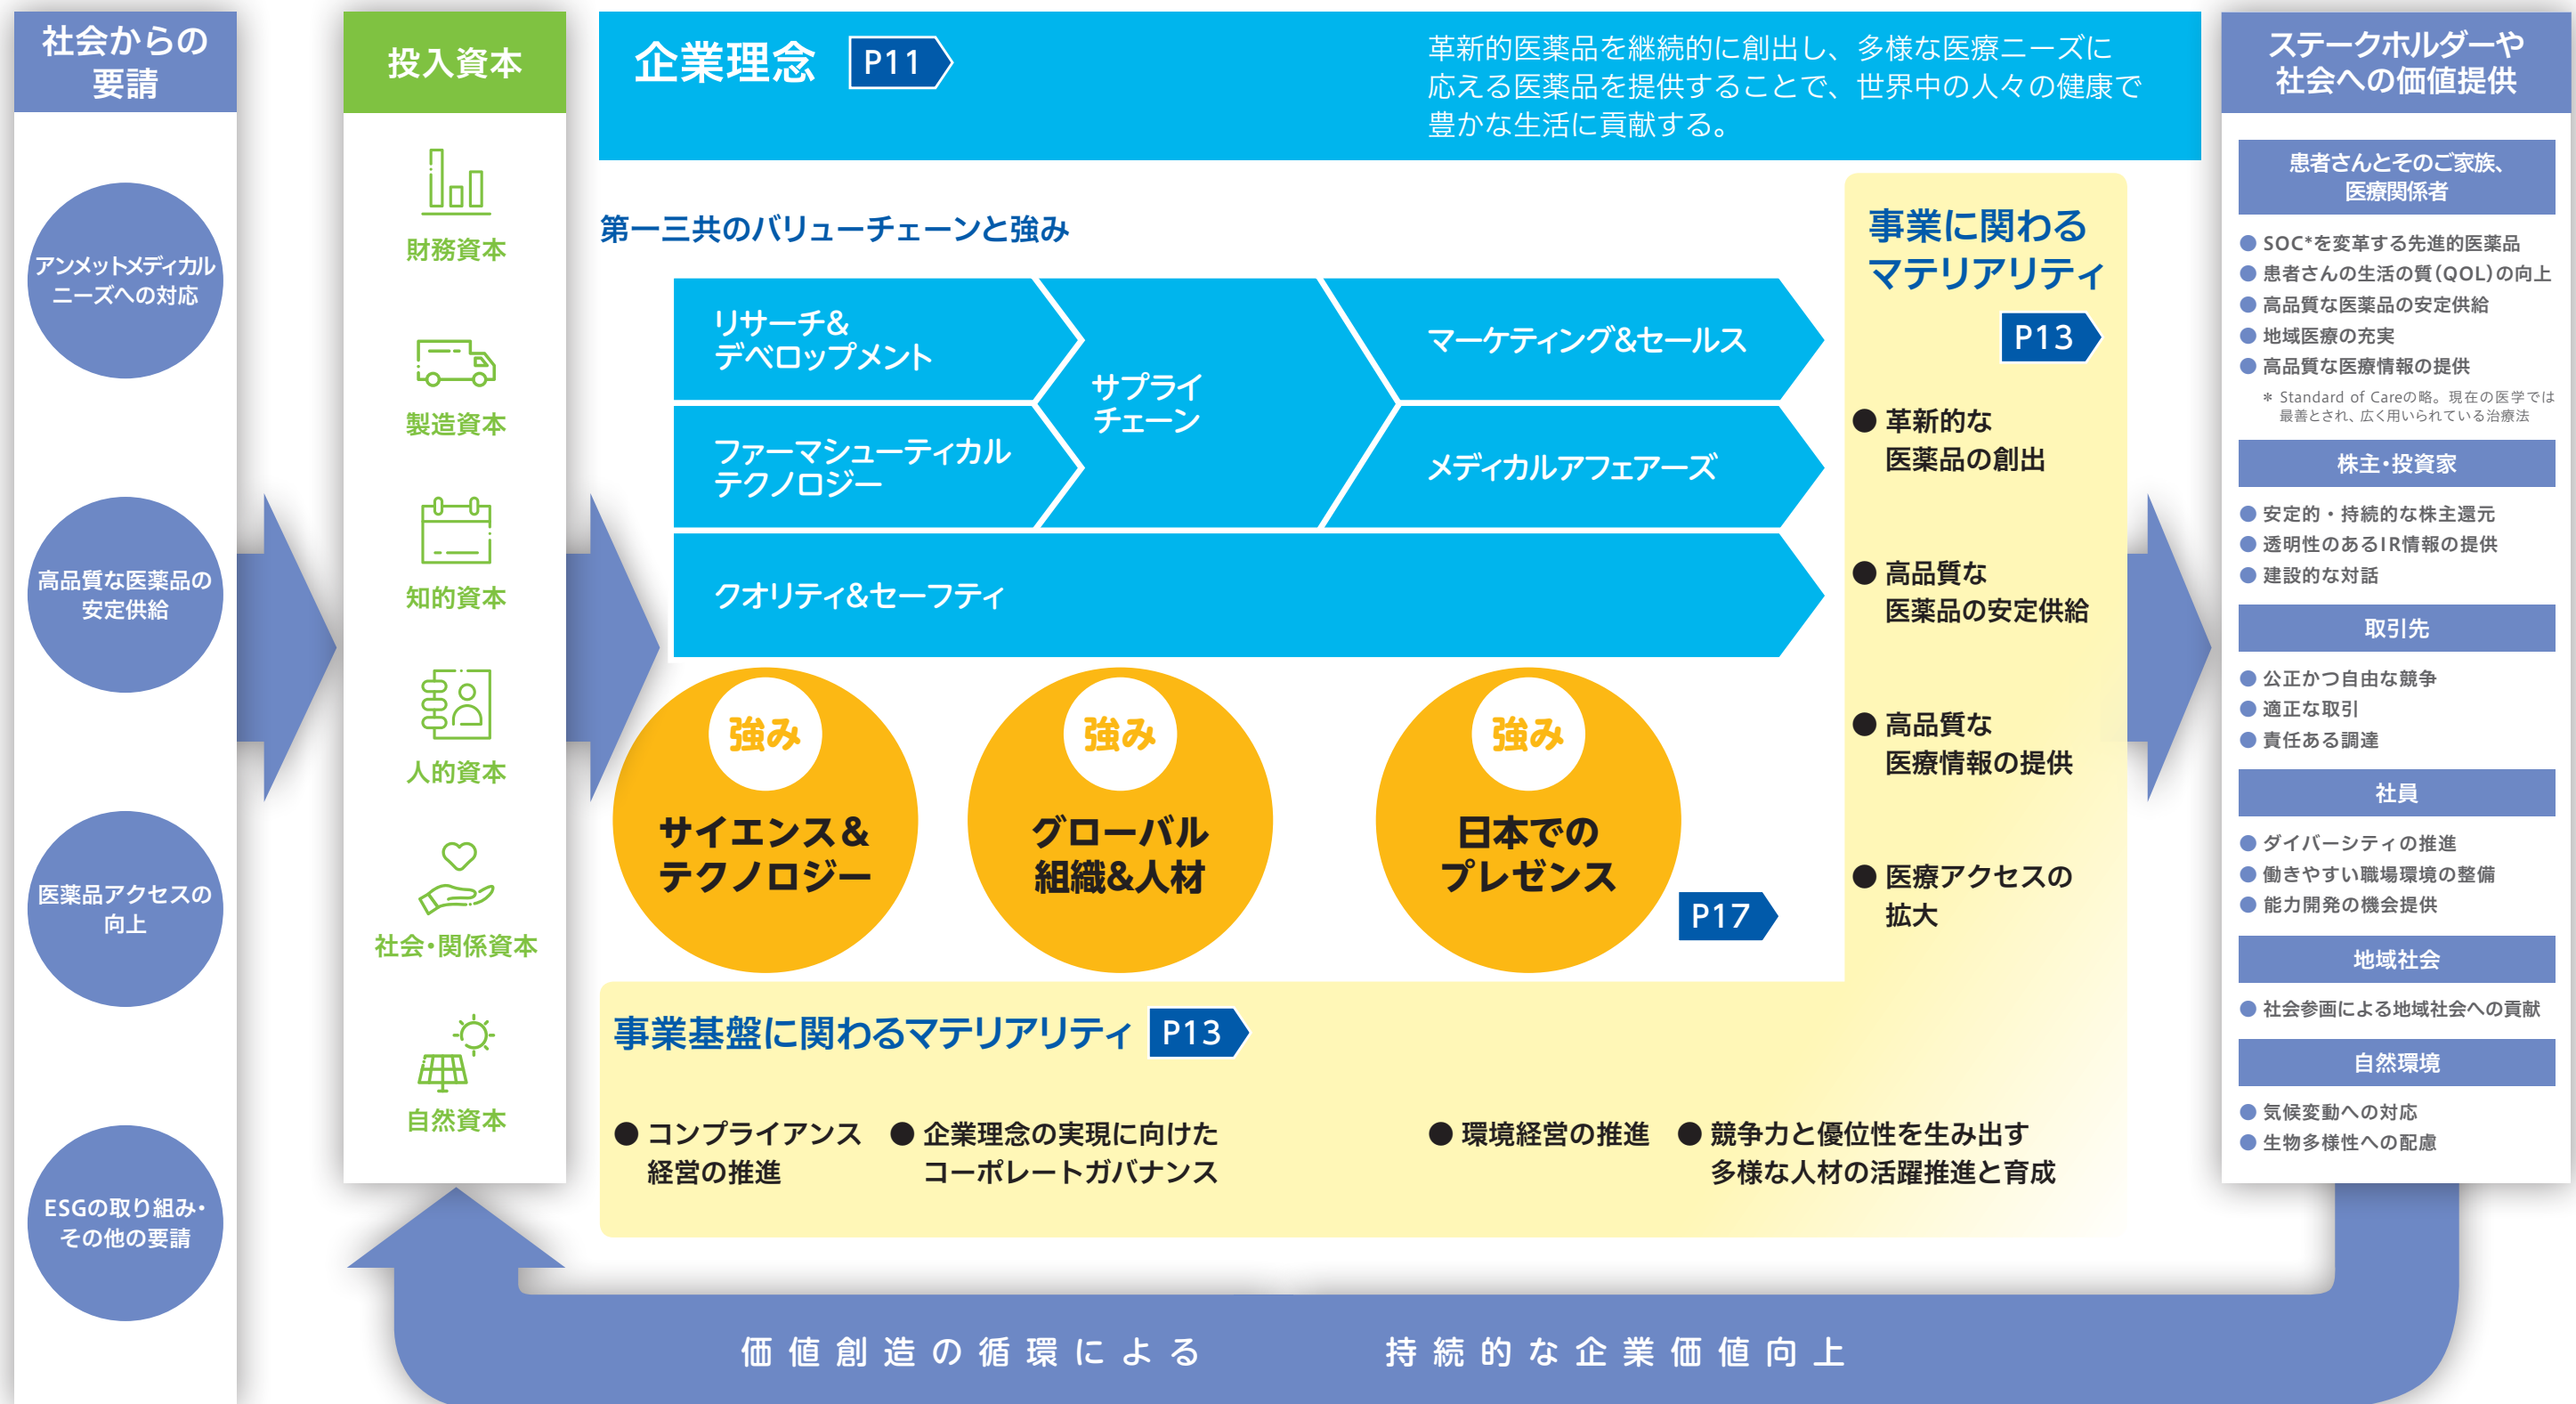 社会からの
要請
アンメットメディカル
ニーズへの対応
高品質な医薬品の
安定供給
医薬品アクセスの
向上
ESGの取り組み・
その他の要請
投入資本
財務資本
製造資本
知的資本
人的資本
社会・関係資本
自然資本
企業理念
P11
革新的医薬品を継続的に創出し、多様な医療ニーズに
応える医薬品を提供することで、世界中の人々の健康で
豊かな生活に貢献する。
第一三共のバリューチェーンと強み
リサーチ&
デベロップメント
ファーマシューティカル
テクノロジー
サプライ
チェーン
マーケティング&セールス
メディカルアフェアーズ
クオリティ&セーフティ
強み
サイエンス&
テクノロジー
強み
グローバル
組織&人材
強み
日本での
プレゼンス
P17
事業に関わる
マテリアリティ
P13
● 革新的な
医薬品の創出
● 高品質な
医薬品の安定供給
● 高品質な
医療情報の提供
● 医療アクセスの
拡大
事業基盤に関わるマテリアリティ
P13
● コンプライアンス
経営の推進
● 企業理念の実現に向けた
コーポレートガバナンス
● 環境経営の推進
● 競争力と優位性を生み出す
多様な人材の活躍推進と育成
ステークホルダーや
社会への価値提供
患者さんとそのご家族、
医療関係者
● SOC*を変革する先進的医薬品
● 患者さんの生活の質(QOL)の向上
● 高品質な医薬品の安定供給
● 地域医療の充実
● 高品質な医療情報の提供
* Standard of Careの略。現在の医学では
最善とされ、広く用いられている治療法
株主・投資家
● 安定的・持続的な株主還元
● 透明性のあるIR情報の提供
● 建設的な対話
取引先
● 公正かつ自由な競争
● 適正な取引
● 責任ある調達
社員
● ダイバーシティの推進
● 働きやすい職場環境の整備
● 能力開発の機会提供
地域社会
● 社会参画による地域社会への貢献
自然環境
● 気候変動への対応
● 生物多様性への配慮
価値創造の循環による 持続的な企業価値向上